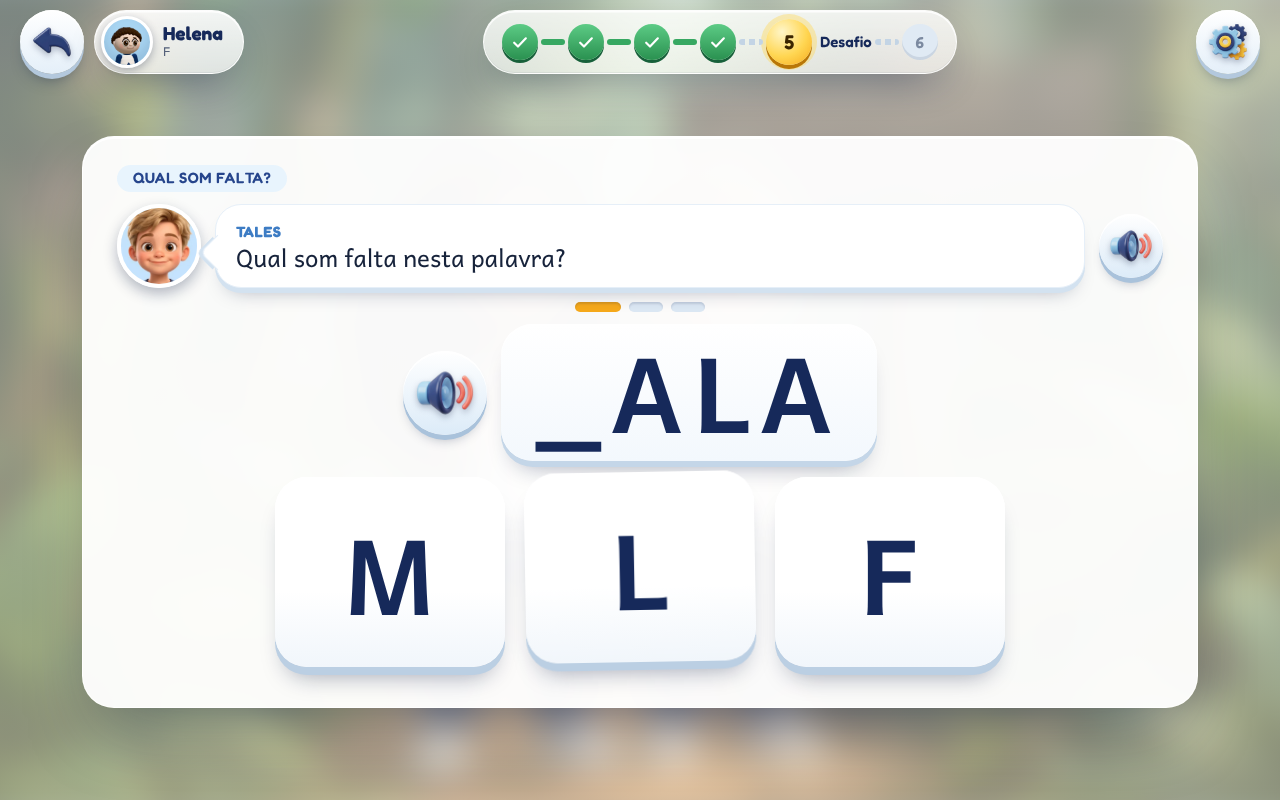 Helena
F
5
Desafio
6
QUAL SOM FALTA?
TALES
Qual som falta nesta palavra?
_ALA
M
L
F